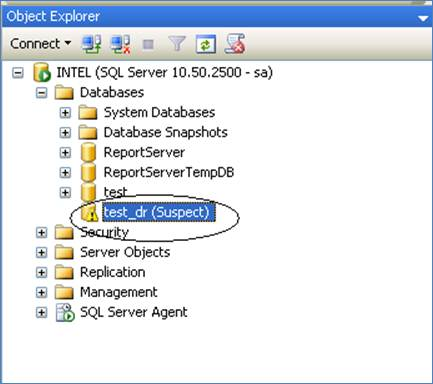 Object Explorer
Connect
INTEL (SQL Server 10.50.2500 - sa)
Databases
System Databases
Database Snapshots
ReportServer
ReportServerTempDB
test
test_dr (Suspect)
Security
Server Objects
Replication
Management
SQL Server Agent